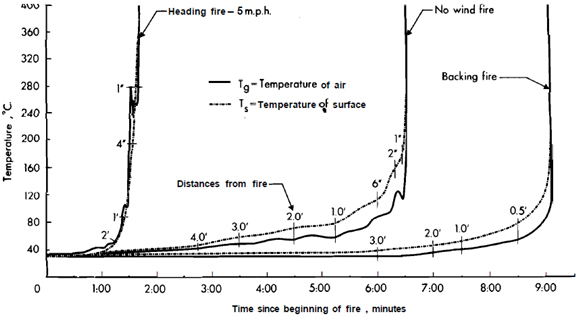 400
360
320
280
240
200
160
120
80
40
0
Temperature , °C.
Heading fire – 5 m.p.h.
No wind fire
Backing fire
Tg = Temperature of air
Ts = Temperature of surface
Distances from fire
1"
4"
1'
2'
4.0'
3.0'
2.0'
1.0'
6"
2"
1"
3.0'
2.0'
1.0'
0.5'
1:00 2:00 3:00 4:00 5:00 6:00 7:00 8:00 9:00
Time since beginning of fire , minutes